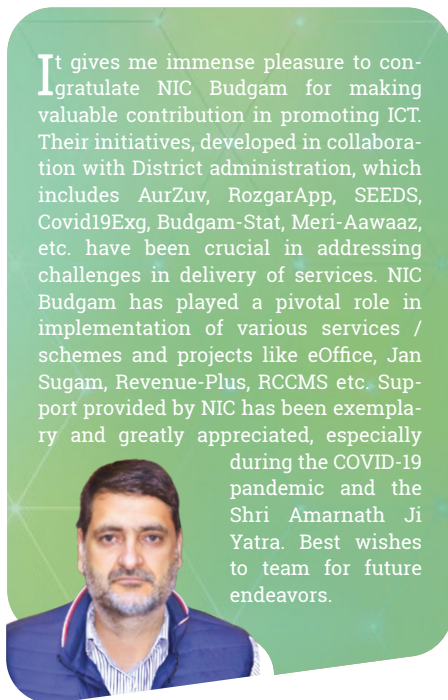 It gives me immense pleasure to con-
gratulate NIC Budgam for making
valuable contribution in promoting ICT.
Their initiatives, developed in collabora-
tion with District administration, which
includes AurZuv, RozgarApp, SEEDS,
Covid19Exg, Budgam-Stat, Meri-Aawaaz,
etc. have been crucial in addressing
challenges in delivery of services. NIC
Budgam has played a pivotal role in
implementation of various services /
schemes and projects like eOffice, Jan
Sugam, Revenue-Plus, RCCMS etc. Sup-
port provided by NIC has been exempla-
ry and greatly appreciated, especially
during the COVID-19
pandemic and the
Shri Amarnath Ji
Yatra. Best wishes
to team for future
endeavors.